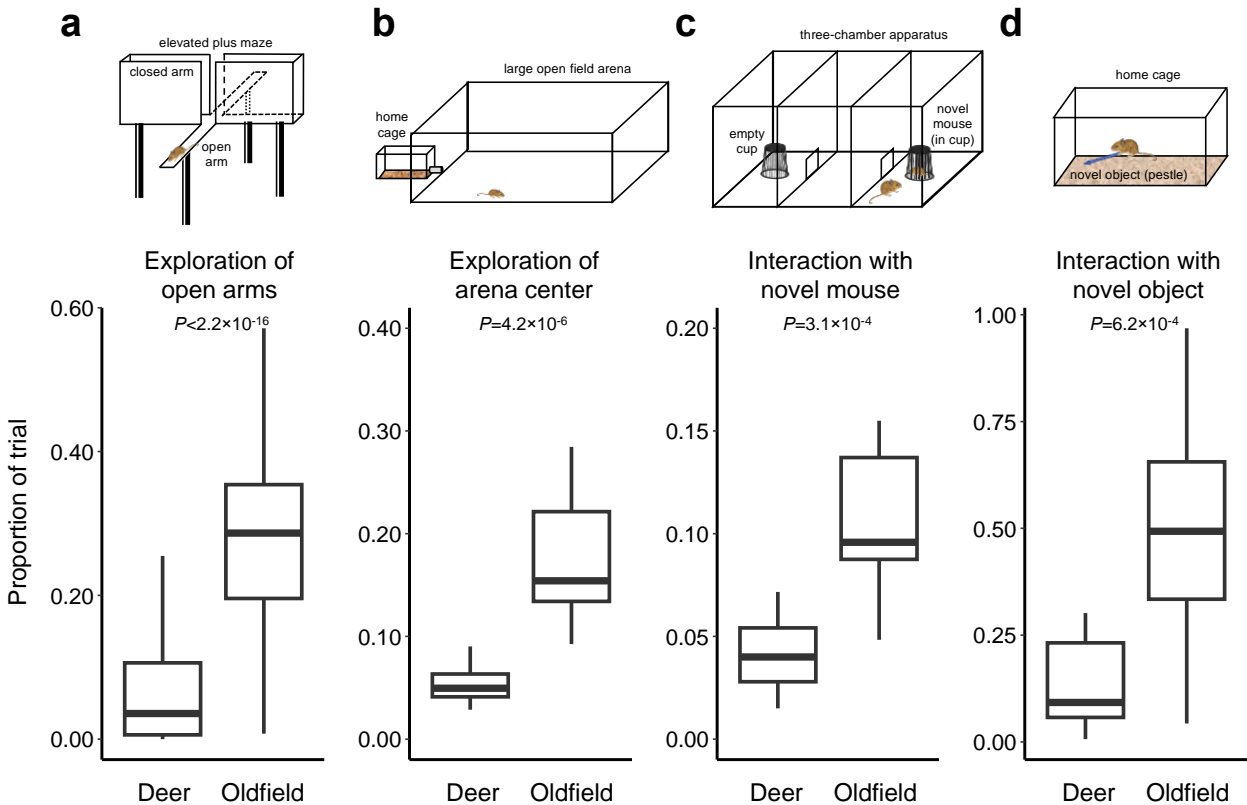 a
elevated plus maze
closed arm
open
arm
b
large open field arena
home
cage
c
three-chamber apparatus
empty
cup
novel
mouse
(in cup)
d
home cage
novel object (pestle)
Exploration of
open arms
P<2.2×10-16
Exploration of
arena center
P=4.2×10-6
Interaction with
novel mouse
P=3.1×10-4
Interaction with
novel object
P=6.2×10-4
Proportion of trial
0.60
0.40
0.20
0.00
Deer Oldfield
0.40
0.30
0.20
0.10
0.00
Deer Oldfield
0.20
0.15
0.10
0.05
0.00
Deer Oldfield
1.00
0.75
0.50
0.25
0.00
Deer Oldfield